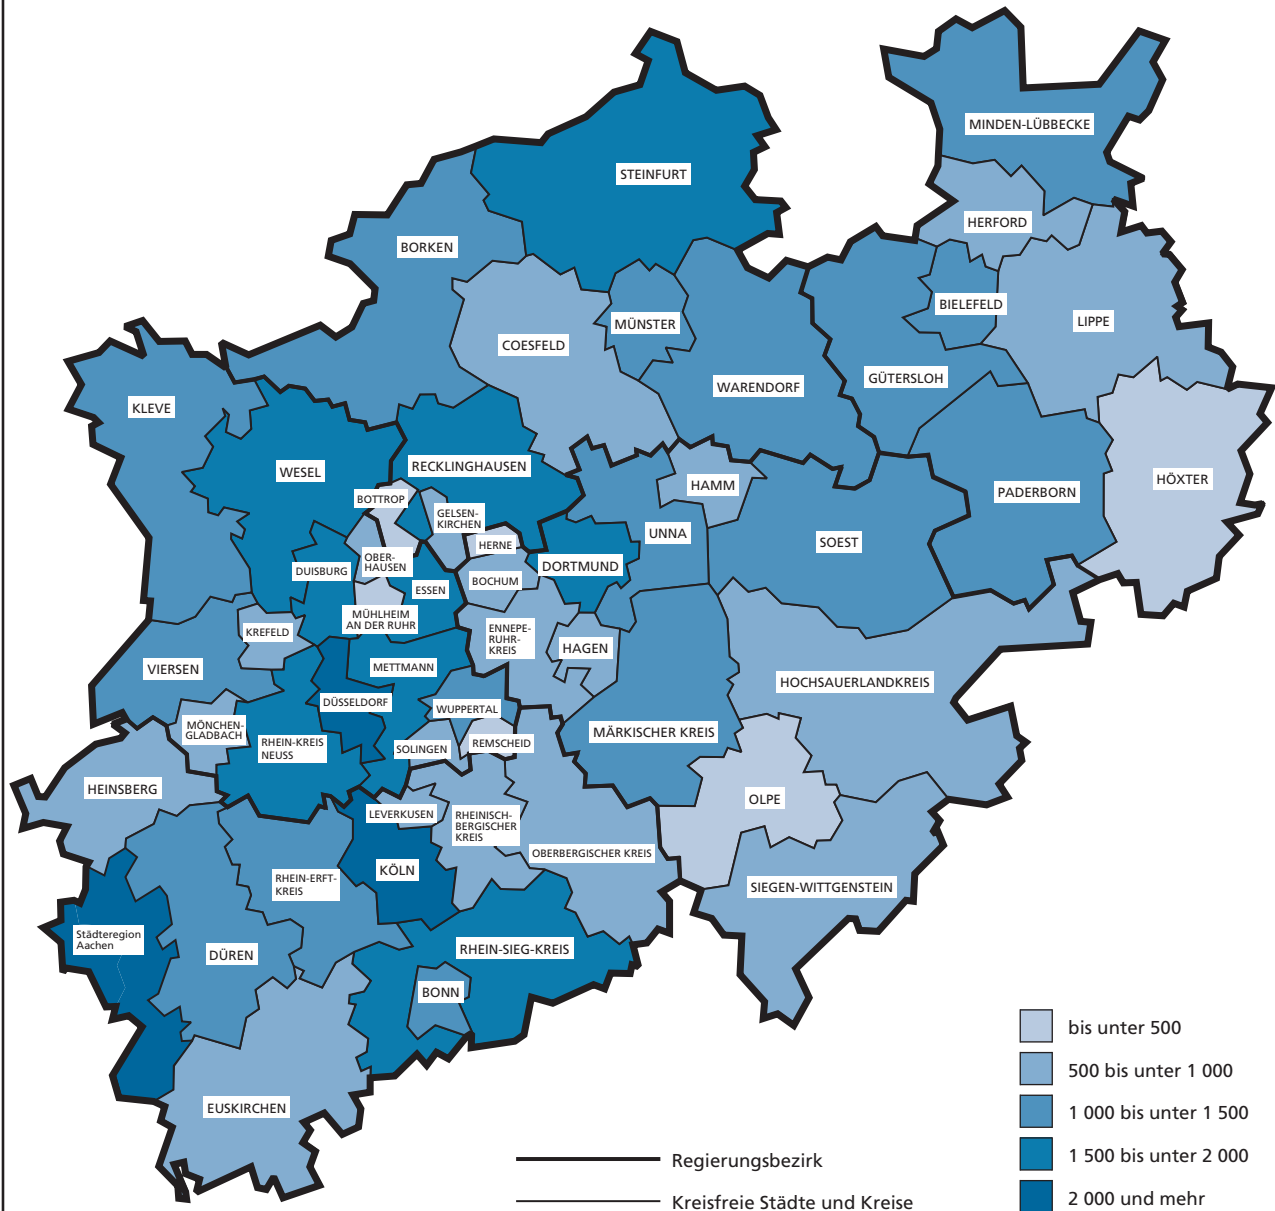 MINDEN-LÜBBECKE
STEINFURT
HERFORD
BORKEN
BIELEFELD
LIPPE
MÜNSTER
COESFELD
GÜTERSLOH
WARENDORF
KLEVE
RECKLINGHAUSEN
WESEL
HÖXTER
HAMM
PADERBORN
BOTTROP
GELSEN-
KIRCHEN
UNNA
SOEST
HERNE
OBER-
HAUSEN
DORTMUND
DUISBURG
BOCHUM
ESSEN
MÜHLHEIM
AN DER RUHR
KREFELD
ENNEPE-
RUHR-
KREIS
HAGEN
METTMANN
VIERSEN
HOCHSAUERLANDKREIS
DÜSSELDORF
WUPPERTAL
MÖNCHEN-
GLADBACH
MÄRKISCHER KREIS
RHEIN-KREIS
NEUSS
SOLINGEN
REMSCHEID
HEINSBERG
OLPE
LEVERKUSEN
RHEINISCH-
BERGISCHER
KREIS
OBERBERGISCHER KREIS
KÖLN
RHEIN-ERFT-
KREIS
SIEGEN-WITTGENSTEIN
Städteregion
Aachen
RHEIN-SIEG-KREIS
DÜREN
BONN
EUSKIRCHEN
bis unter 500
500 bis unter 1 000
1 000 bis unter 1 500
1 500 bis unter 2 000
2 000 und mehr
Regierungsbezirk
Kreisfreie Städte und Kreise